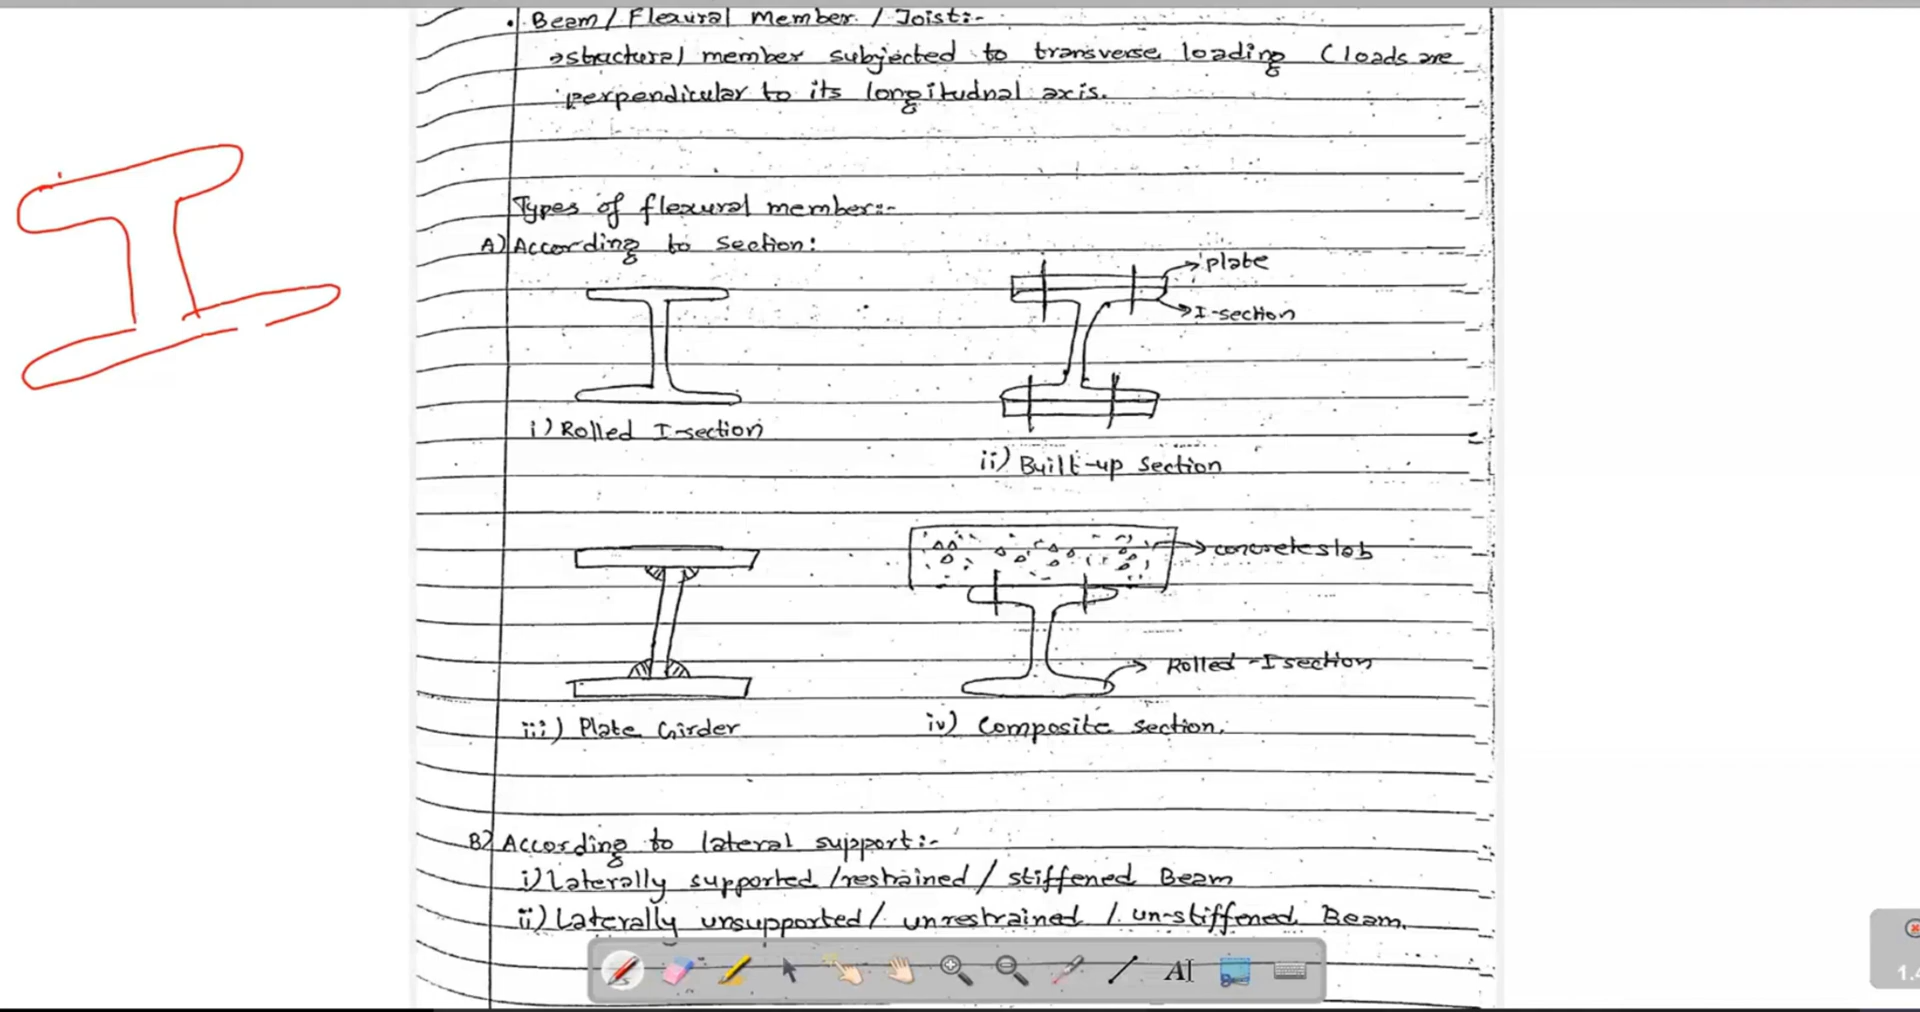 . Beam / Flexural Member / Joist:-
→structural member subjected to transverse loading (loads are
perpendicular to its longitudnal axis.
Types of flexural member:-
A) According to Section:
→plate
→I-section
i) Rolled I-section
ii) Built-up section
→concrete slab
→ Rolled -I section
iii) Plate Girder
iv) Composite section.
B) According to lateral support:-
i) Laterally supported /restrained / stiffened Beam
ii) Laterally unsupported / unrestrained / un-stiffened Beam.
AI